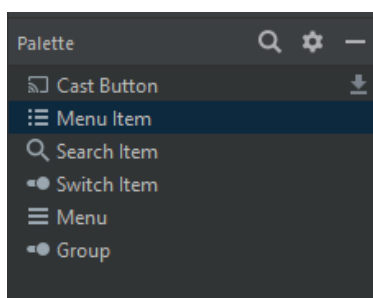 Palette
Cast Button
Menu Item
Search Item
Switch Item
Menu
Group